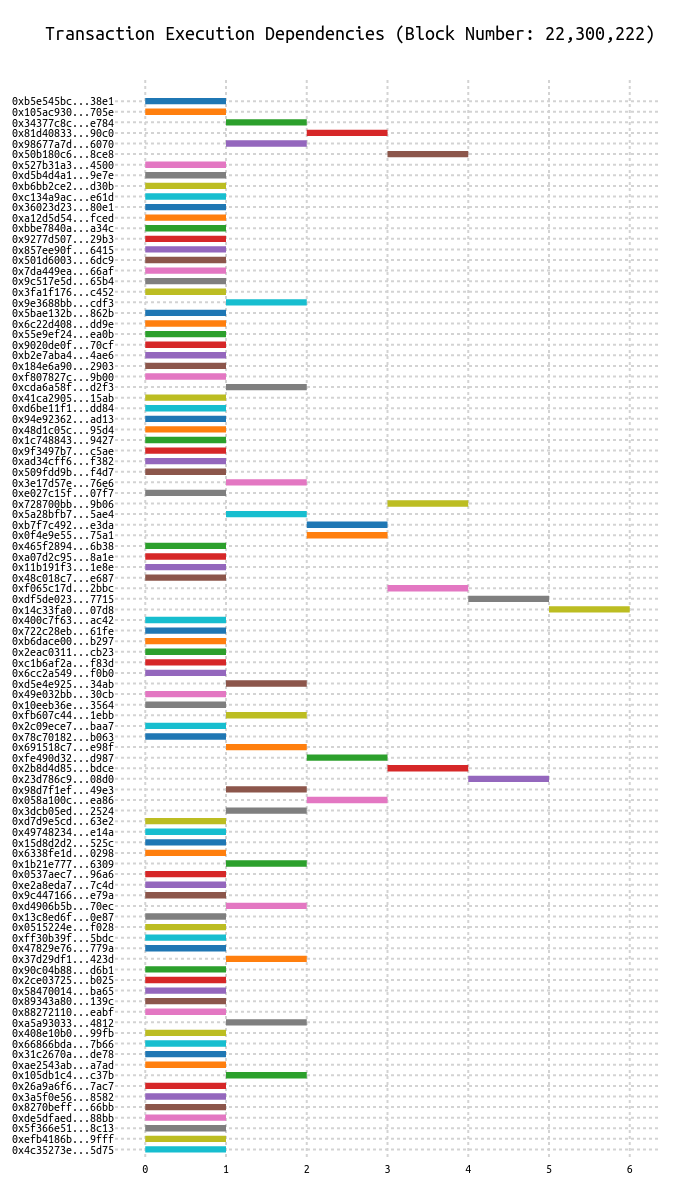 Transaction Execution Dependencies (Block Number: 22,300,222)
0xb5e545bc...38e1
0x105ac930...705e
0x34377c8c...e784
0x81d40833...90c0
0x98677a7d...6070
0x50b180c6...8ce8
0x527b31a3...4500
0xd5b4d4a1...9e7e
0xb6bb2ce2...d30b
0xc134a9ac...e61d
0x36023d23...80e1
0xa12d5d54...fced
0xbbe7840a...a34c
0x9277d507...29b3
0x857ee90f...6415
0x501d6003...6dc9
0x7da449ea...66af
0x9c517e5d...65b4
0x3fa1f176...c452
0x9e3688bb...cdf3
0x5bae132b...862b
0x6c22d408...dd9e
0x55e9ef24...ea0b
0x9020de0f...70cf
0xb2e7aba4...4ae6
0x184e6a90...2903
0xf807827c...9b00
0xcda6a58f...d2f3
0x41ca2905...15ab
0xd6be11f1...dd84
0x94e92362...ad13
0x48d1c05c...95d4
0x1c748843...9427
0x9f3497b7...c5ae
0xad34cff6...f382
0x509fdd9b...f4d7
0x3e17d57e...76e6
0xe027c15f...07f7
0x728700bb...9b06
0x5a28bfb7...5ae4
0xb7f7c492...e3da
0x0f4e9e55...75a1
0x465f2894...6b38
0xa07d2c95...8a1e
0x11b191f3...1e8e
0x48c018c7...e687
0xf065c17d...2bbc
0xdf5de023...7715
0x14c33fa0...07d8
0x400c7f63...ac42
0x722c28eb...61fe
0xb6dace00...b297
0x2eac0311...cb23
0xc1b6af2a...f83d
0x6cc2a549...f0b0
0xd5e4e925...34ab
0x49e032bb...30cb
0x10eeb36e...3564
0xfb607c44...1ebb
0x2c09ece7...baa7
0x78c70182...b063
0x691518c7...e98f
0xfe490d32...d987
0x2b8d4d85...bdce
0x23d786c9...08d0
0x98d7f1ef...49e3
0x058a100c...ea86
0x3dcb05ed...2524
0xd7d9e5cd...63e2
0x49748234...e14a
0x15d8d2d2...525c
0x6338fe1d...0298
0x1b21e777...6309
0x0537aec7...96a6
0xe2a8eda7...7c4d
0x9c447166...e79a
0xd4906b5b...70ec
0x13c8ed6f...0e87
0x0515224e...f028
0xff30b39f...5bdc
0x47829e76...779a
0x37d29df1...423d
0x90c04b88...d6b1
0x2ce03725...b025
0x58470014...ba65
0x89343a80...139c
0x88272110...eabf
0xa5a93033...4812
0x408e10b0...99fb
0x66866bda...7b66
0x31c2670a...de78
0xae2543ab...a7ad
0x105db1c4...c37b
0x26a9a6f6...7ac7
0x3a5f0e56...8582
0x8270beff...66bb
0xde5dfaed...88bb
0x5f366e51...8c13
0xefb4186b...9fff
0x4c35273e...5d75
0 1 2 3 4 5 6